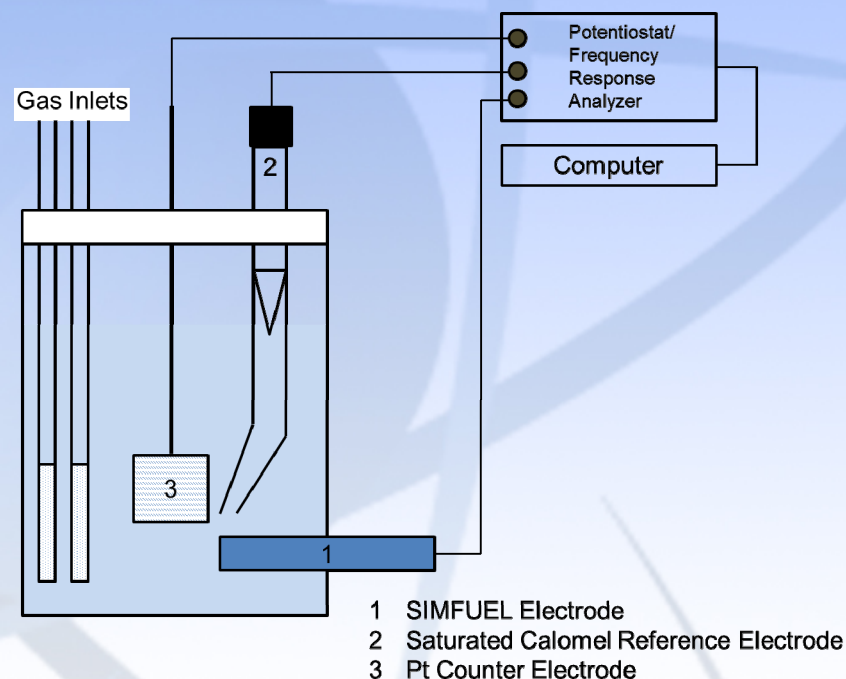 Potentiostat/
Frequency
Response
Analyzer
Gas Inlets
Computer
2
3
1
1 SIMFUEL Electrode
2 Saturated Calomel Reference Electrode
3 Pt Counter Electrode